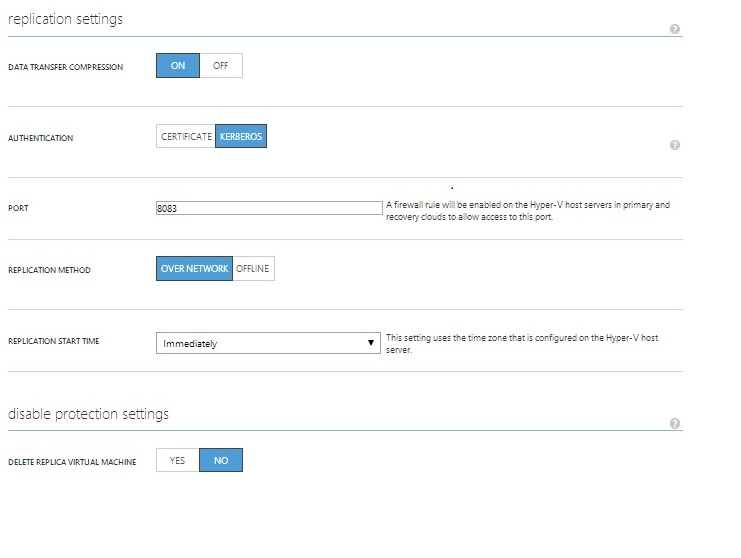 replication settings
?
DATA TRANSFER COMPRESSION ON OFF
AUTHENTICATION CERTIFICATE KERBEROS
?
PORT 8083 A firewall rule will be enabled on the Hyper-V host servers in primary and
recovery clouds to allow access to this port.
REPLICATION METHOD OVER NETWORK OFFLINE
REPLICATION START TIME Immediately This setting uses the time zone that is configured on the Hyper-V host
server.
disable protection settings
?
DELETE REPLICA VIRTUAL MACHINE YES NO